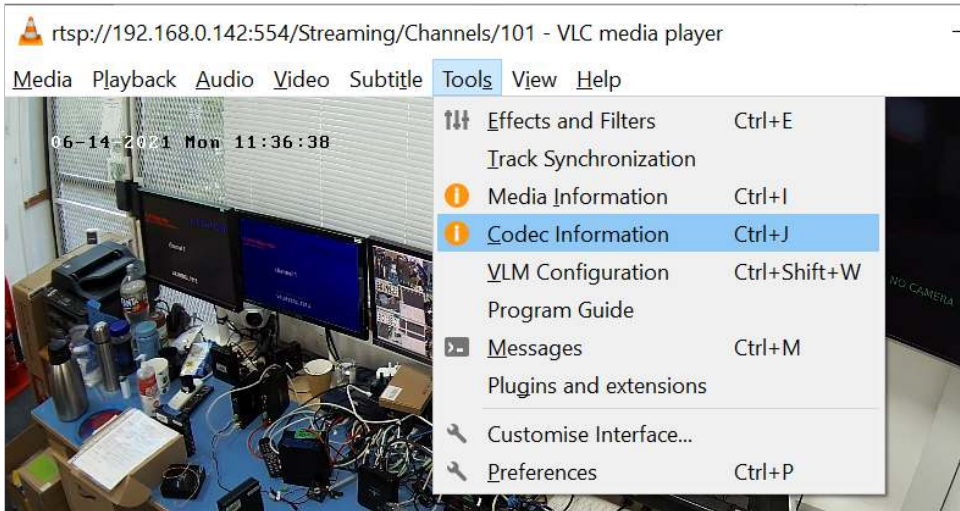 rtsp://192.168.0.142:554/Streaming/Channels/101 - VLC media player
Media Playback Audio Video Subtitle Tools View Help
06-14-2021 Mon 11:36:38
Effects and Filters Ctrl+E
Track Synchronization
Media Information Ctrl+I
Codec Information Ctrl+J
VLM Configuration Ctrl+Shift+W
NO CAMERA
Program Guide
Messages Ctrl+M
Plugins and extensions
Customise Interface...
Preferences Ctrl+P